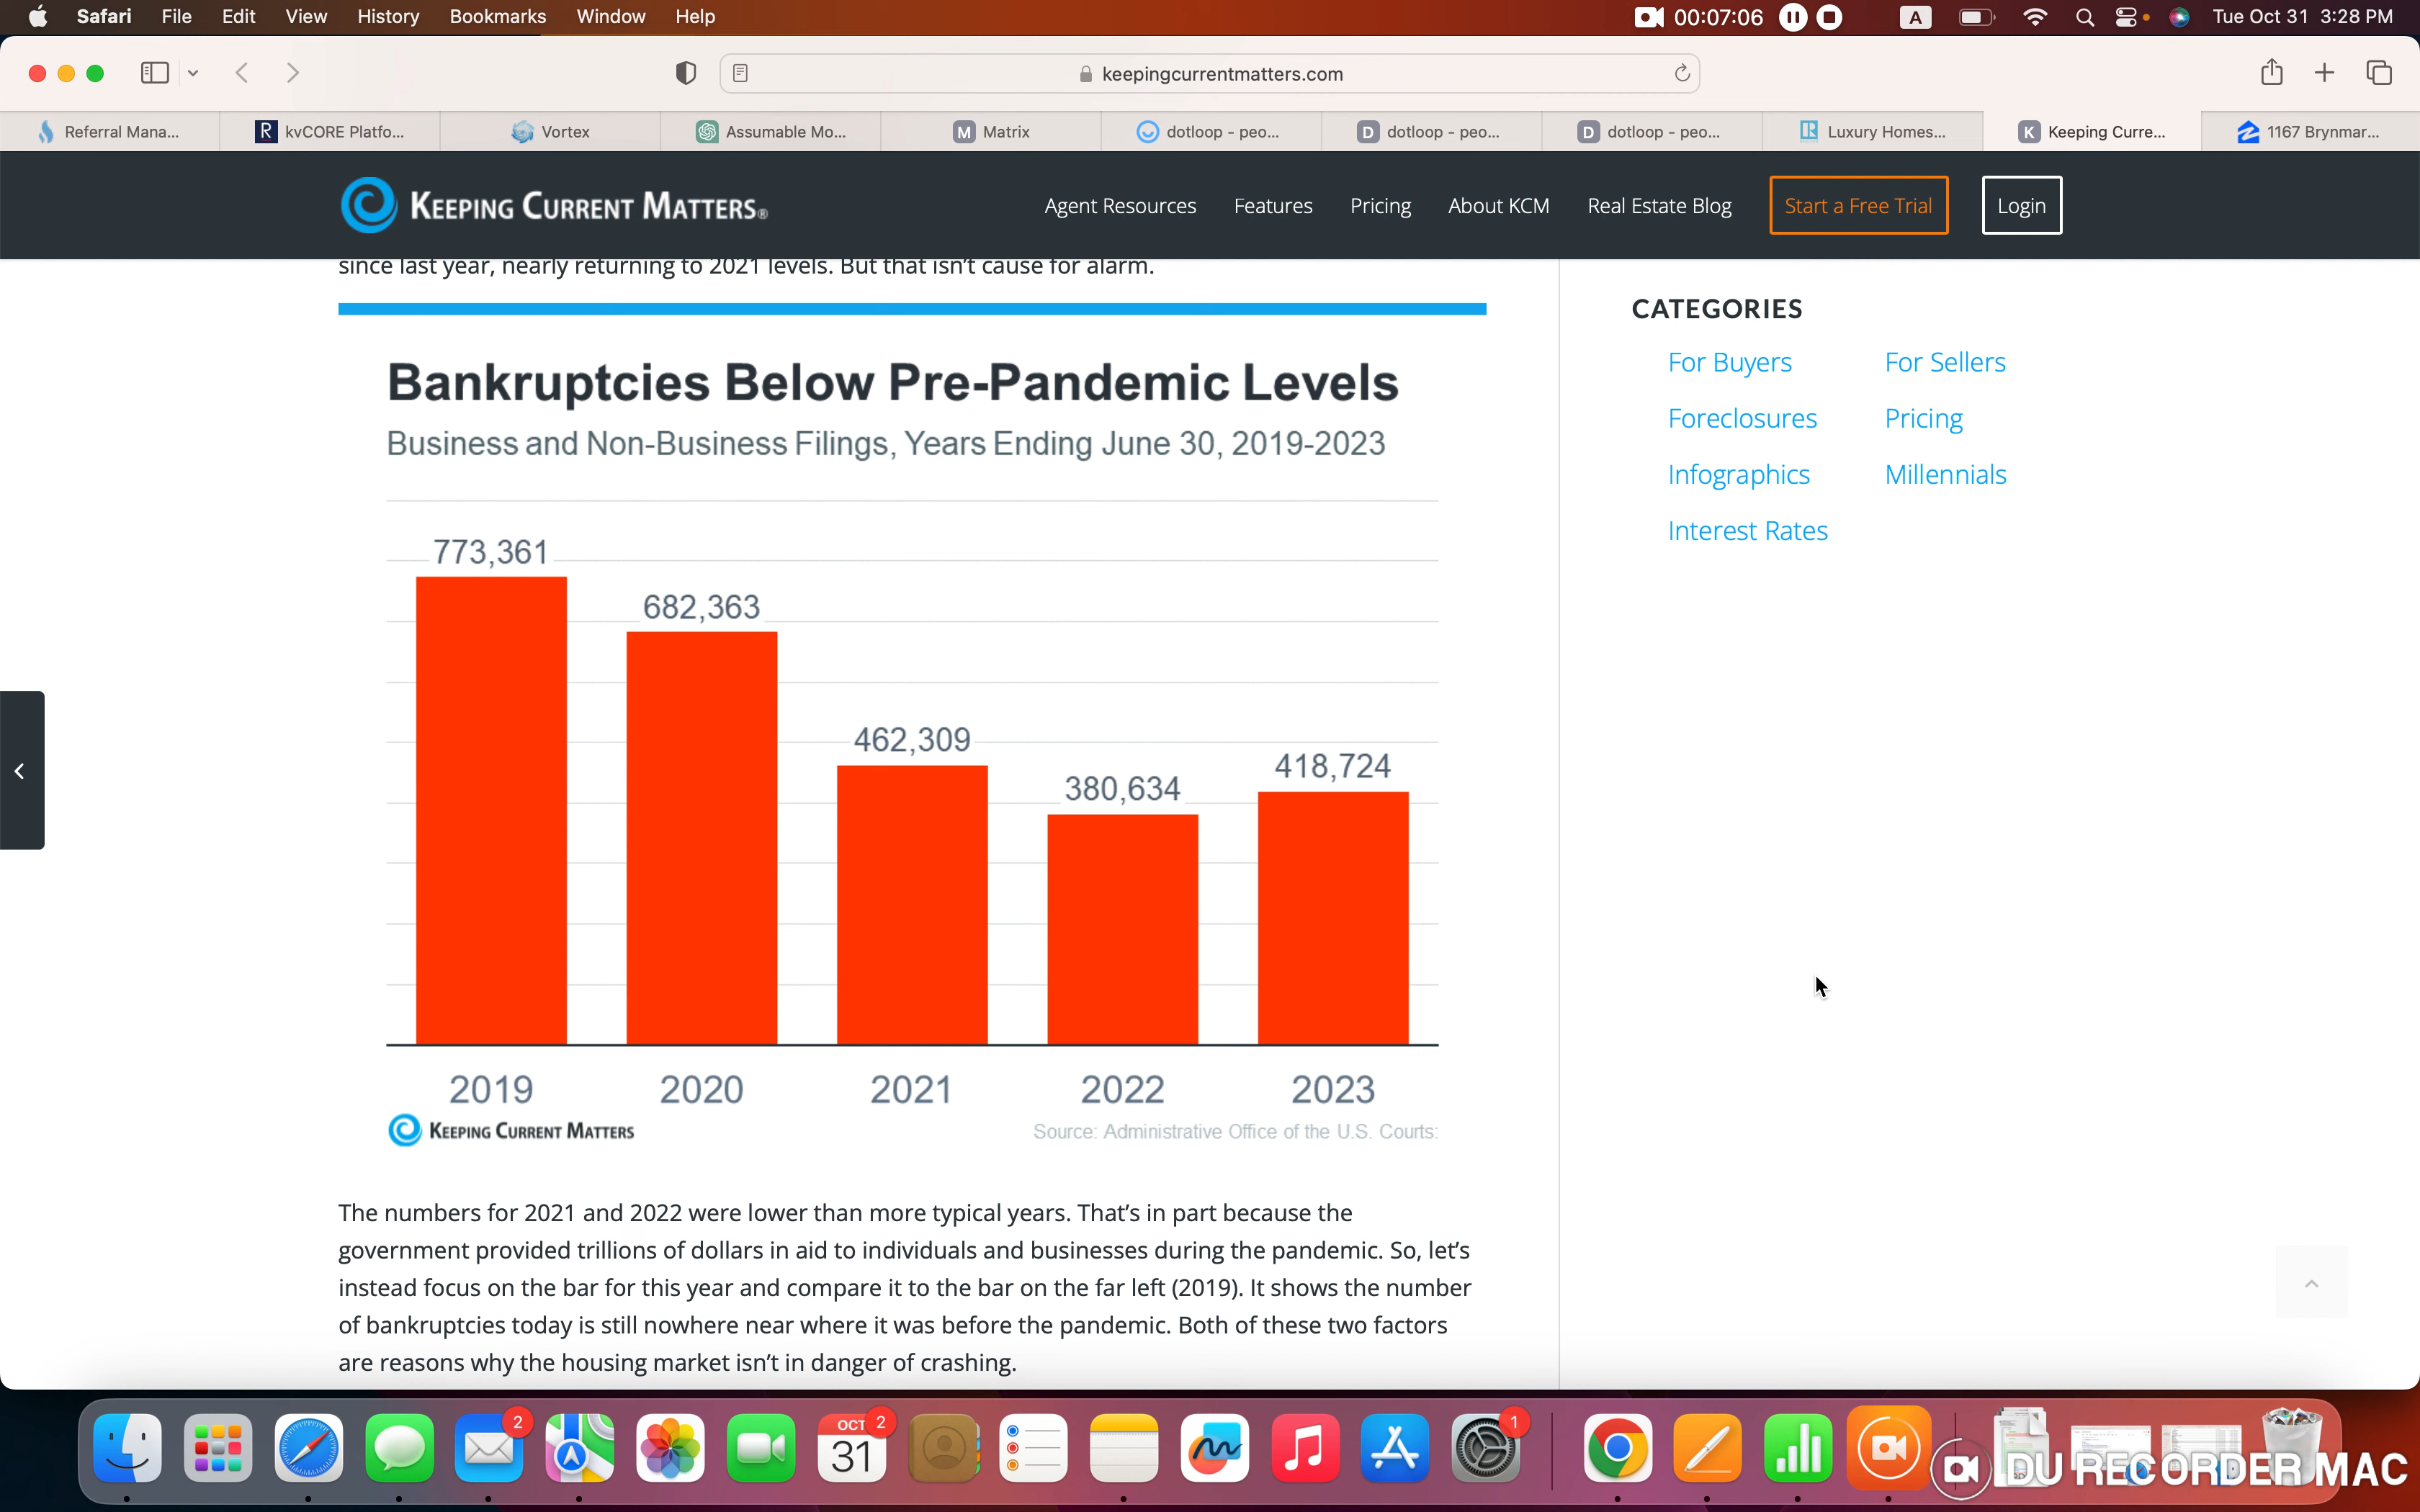 Safari File Edit View History Bookmarks Window Help 00:07:06 A Tue Oct 31 3:28 PM
keepingcurrentmatters.com
Referral Mana... R kvCORE Platfo... Vortex Assumable Mo... M Matrix dotloop - peo... D dotloop - peo... D dotloop - peo... Luxury Homes... K Keeping Curre... 1167 Brynmar...
KEEPING CURRENT MATTERS® Agent Resources Features Pricing About KCM Real Estate Blog Start a Free Trial Login
since last year, nearly returning to 2021 levels. But that isn't cause for alarm.
Bankruptcies Below Pre-Pandemic Levels
Business and Non-Business Filings, Years Ending June 30, 2019-2023
773,361
682,363
462,309
380,634
418,724
2019 2020 2021 2022 2023
KEEPING CURRENT MATTERS Source: Administrative Office of the U.S. Courts:
The numbers for 2021 and 2022 were lower than more typical years. That's in part because the
government provided trillions of dollars in aid to individuals and businesses during the pandemic. So, let's
instead focus on the bar for this year and compare it to the bar on the far left (2019). It shows the number
of bankruptcies today is still nowhere near where it was before the pandemic. Both of these two factors
are reasons why the housing market isn't in danger of crashing.
CATEGORIES
For Buyers For Sellers
Foreclosures Pricing
Infographics Millennials
Interest Rates
2 OCT 2 31 1
DU RECORDER MAC